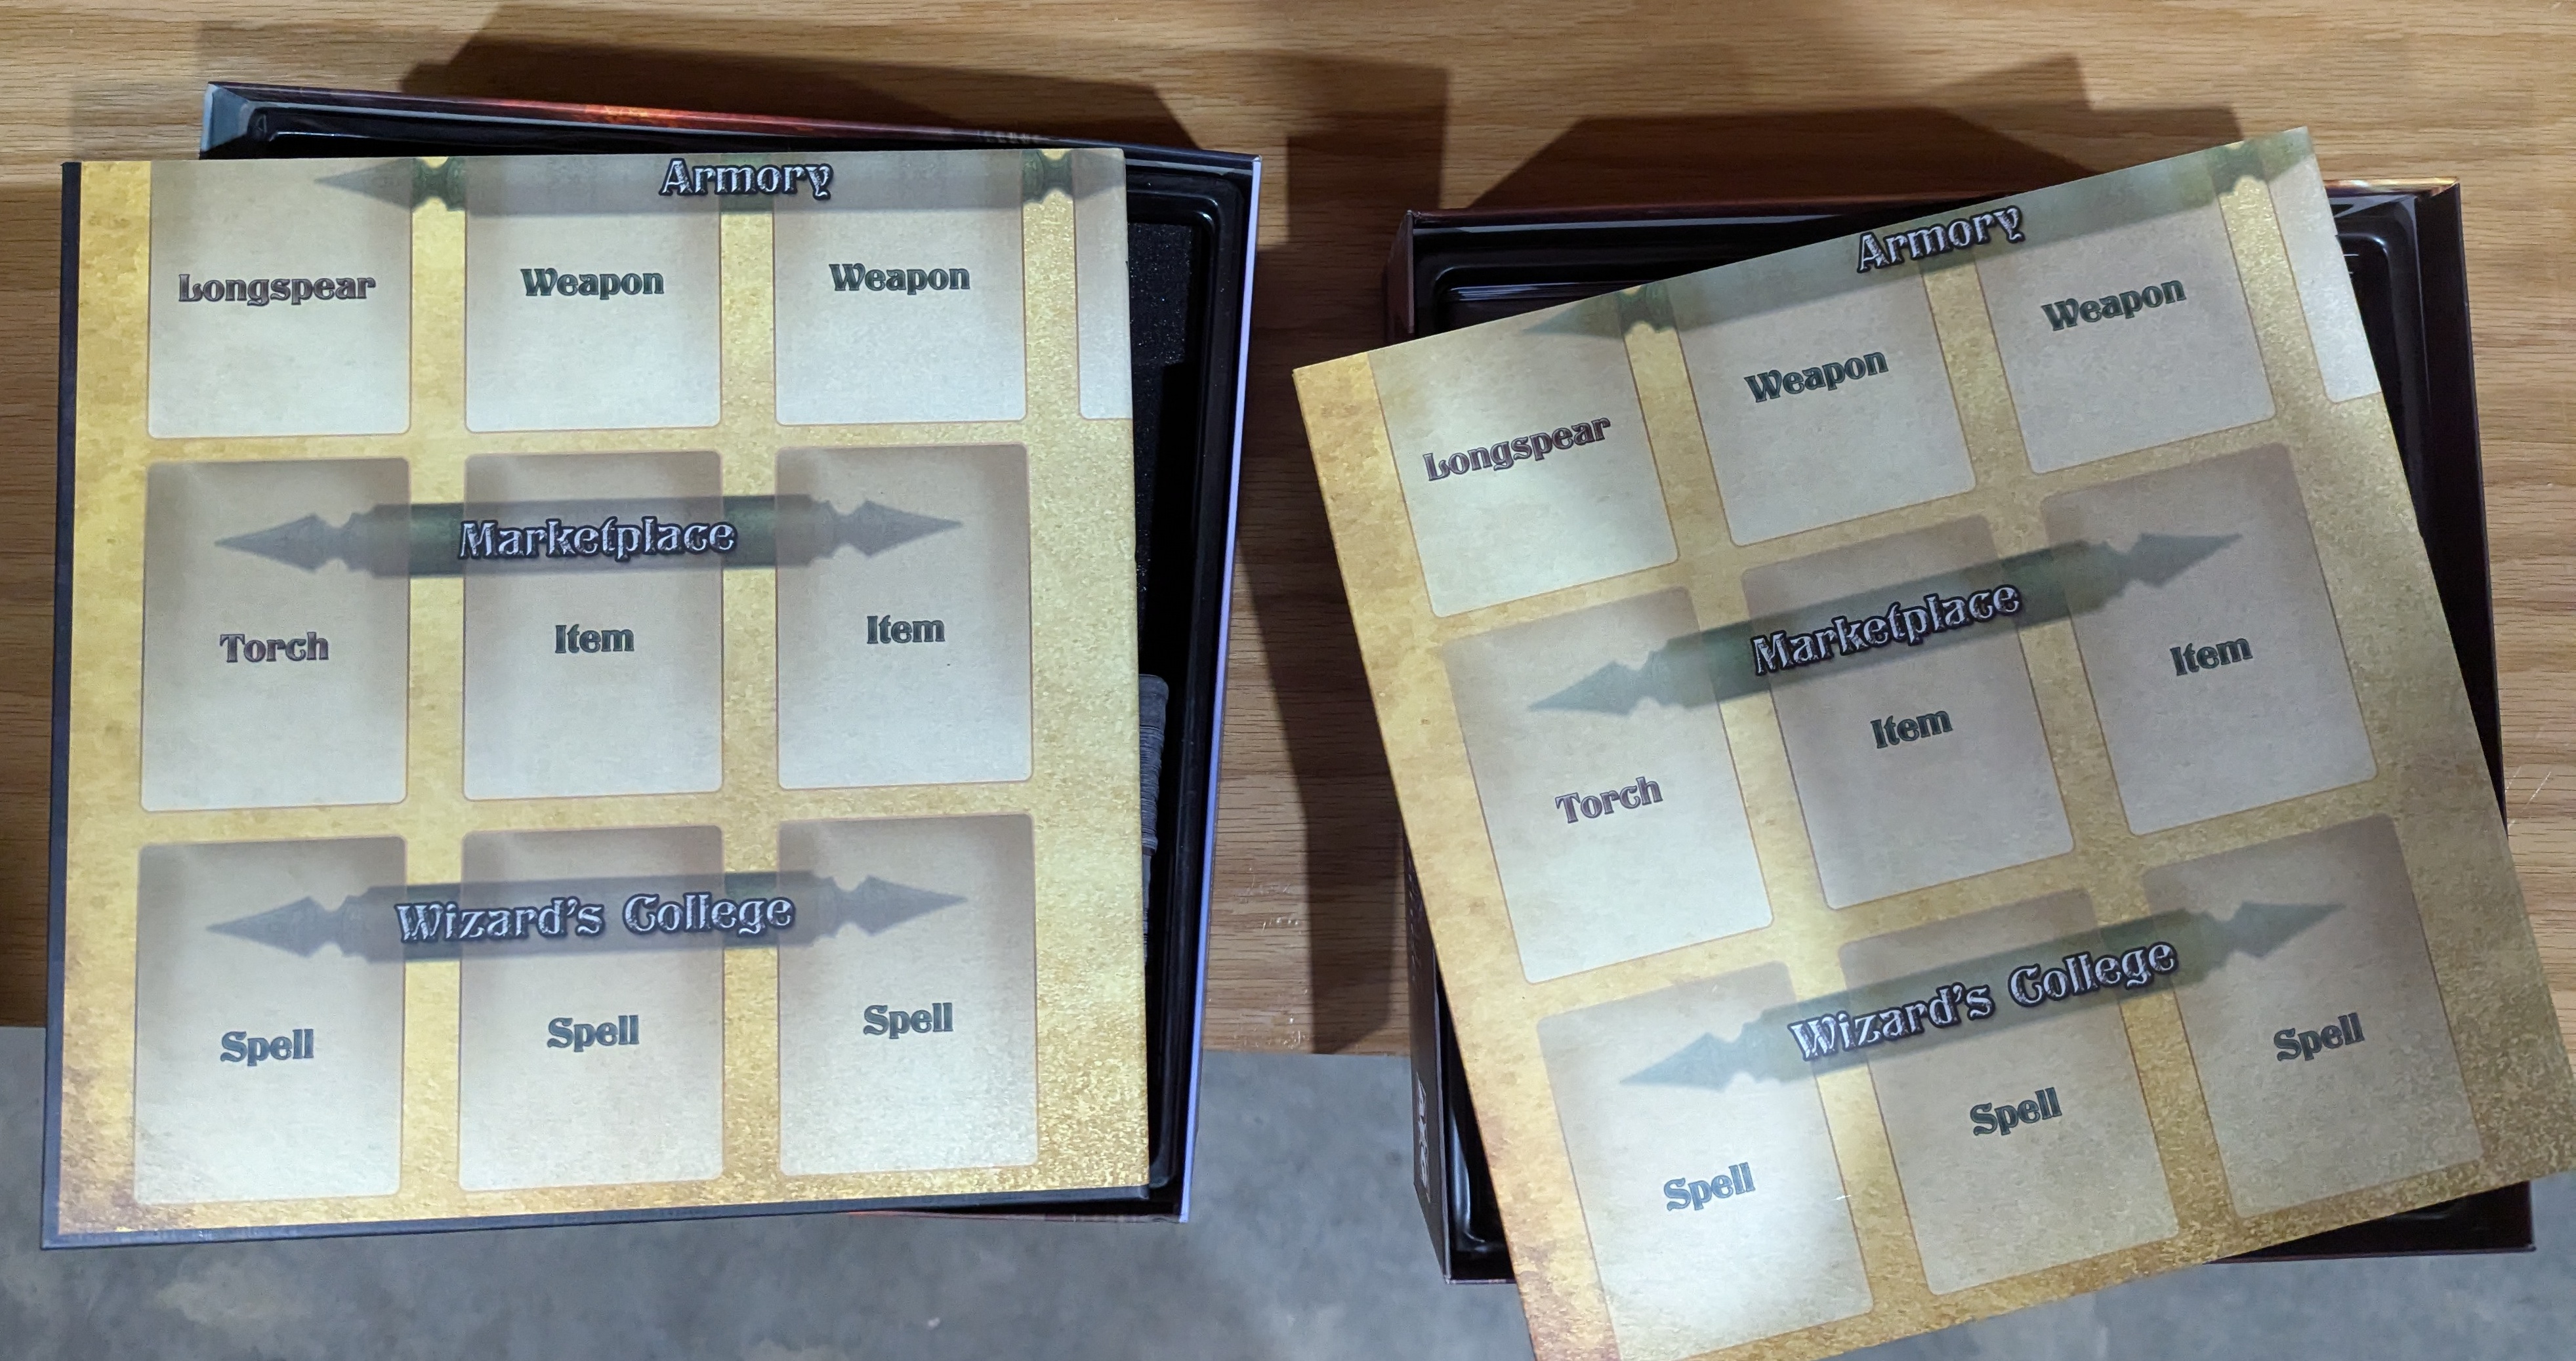 Armory
Longspear
Weapon
Weapon
Marketplace
Torch
Item
Item
Wizard's College
Spell
Spell
Spell
Armory
Longspear
Weapon
Weapon
Marketplace
Torch
Item
Item
Wizard's College
Spell
Spell
Spell